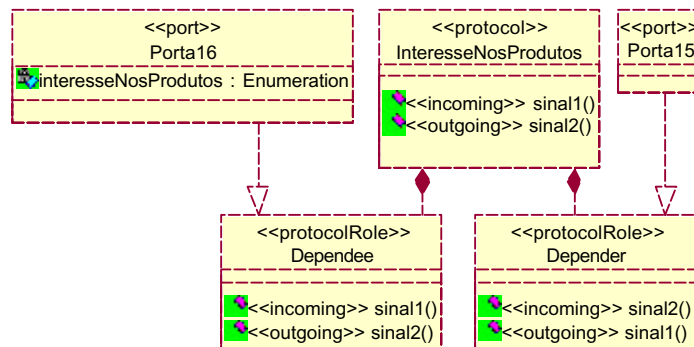 <<port>>
Porta16
interesseNosProdutos : Enumeration
<<protocol>>
InteresseNosProdutos
<<incoming>> sinal1()
<<outgoing>> sinal2()
<<port>>
Porta15
<<protocolRole>>
Dependee
<<incoming>> sinal1()
<<outgoing>> sinal2()
<<protocolRole>>
Depender
<<incoming>> sinal2()
<<outgoing>> sinal1()